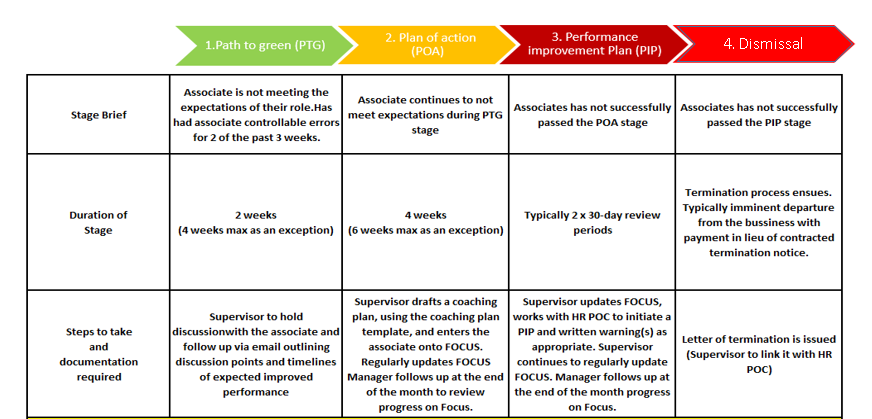 1.Path to green (PTG)
2. Plan of action
(POA)
3. Performance
improvement Plan (PIP)
4. Dismissal
Stage Brief
Associate is not meeting the
expectations of their role.Has
had associate controllable errors
for 2 of the past 3 weeks.
Associate continues to not
meet expectations during PTG
stage
Associates has not successfully
passed the POA stage
Associates has not successfully
passed the PIP stage
Duration of
Stage
2 weeks
(4 weeks max as an exception)
4 weeks
(6 weeks max as an exception)
Typically 2 x 30-day review
periods
Termination process ensues.
Typically imminent departure
from the bussiness with
payment in lieu of contracted
termination notice.
Steps to take
and
documentation
required
Supervisor to hold
discussionwith the associate and
follow up via email outlining
discussion points and timelines
of expected improved
performance
Supervisor drafts a coaching
plan, using the coaching plan
template, and enters the
associate onto FOCUS.
Regularly updates FOCUS
Manager follows up at the end
of the month to review
progress on Focus.
Supervisor updates FOCUS,
works with HR POC to initiate a
PIP and written warning(s) as
appropriate. Supervisor
continues to regularly update
FOCUS. Manager follows up at
the end of the month progress
on Focus.
Letter of termination is issued
(Supervisor to link it with HR
POC)